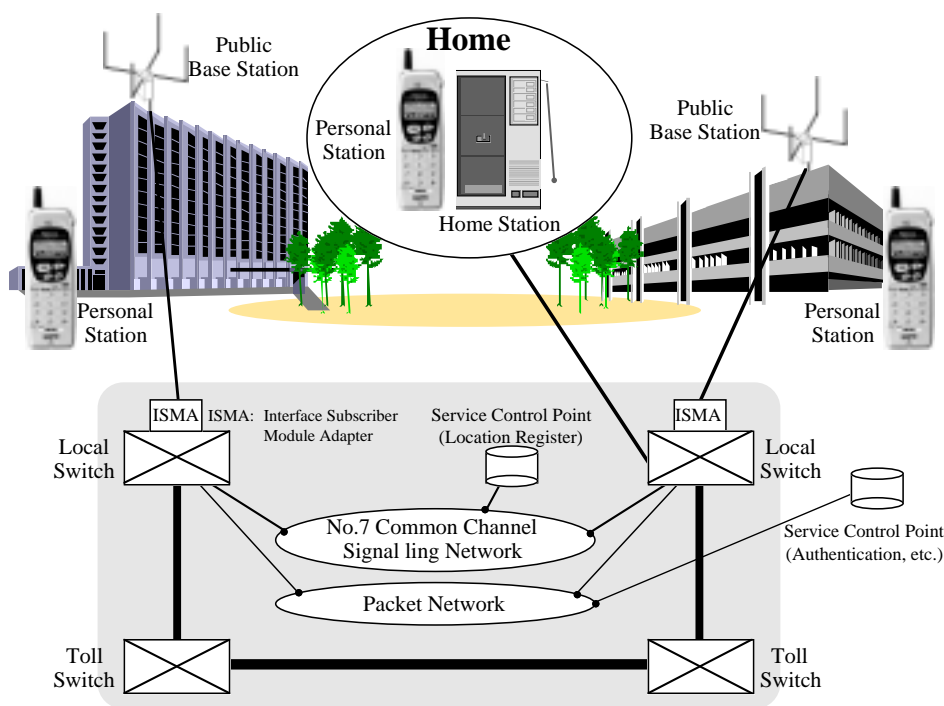 Home
Public
Base Station
Public
Base Station
Personal
Station
Home Station
Personal
Station
Personal
Station
ISMA
ISMA: Interface Subscriber
Module Adapter
Service Control Point
(Location Register)
ISMA
Local
Switch
Local
Switch
No.7 Common Channel
Signal ling Network
Service Control Point
(Authentication, etc.)
Packet Network
Toll
Switch
Toll
Switch